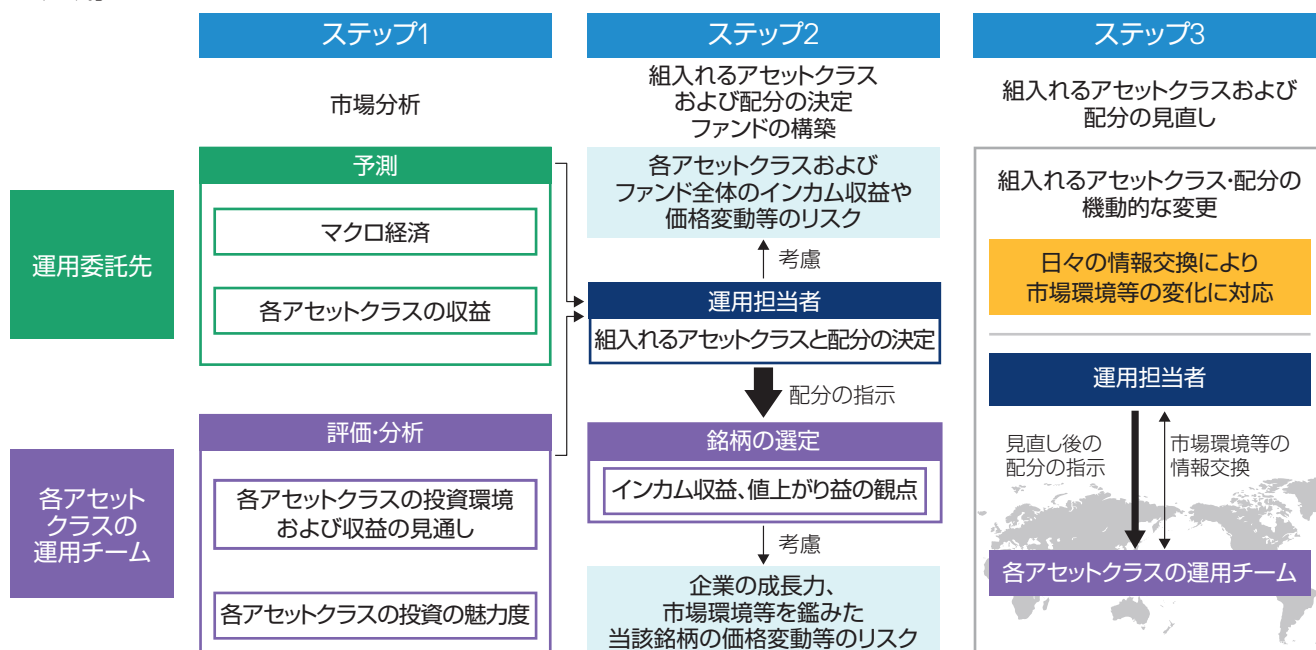 ステップ1
市場分析
運用委託先
予測
マクロ経済
各アセットクラスの収益
各アセット
クラスの
運用チーム
評価・分析
各アセットクラスの投資環境
および収益の見通し
各アセットクラスの投資の魅力度
ステップ2
組入れるアセットクラス
および配分の決定
ファンドの構築
各アセットクラスおよび
ファンド全体のインカム収益や
価格変動等のリスク
考慮
運用担当者
組入れるアセットクラスと配分の決定
配分の指示
銘柄の選定
インカム収益、値上がり益の観点
考慮
企業の成長力、
市場環境等を鑑みた
当該銘柄の価格変動等のリスク
ステップ3
組入れるアセットクラスおよび
配分の見直し
組入れるアセットクラス・配分の
機動的な変更
日々の情報交換により
市場環境等の変化に対応
運用担当者
見直し後の
配分の指示
市場環境等の
情報交換
各アセットクラスの運用チーム